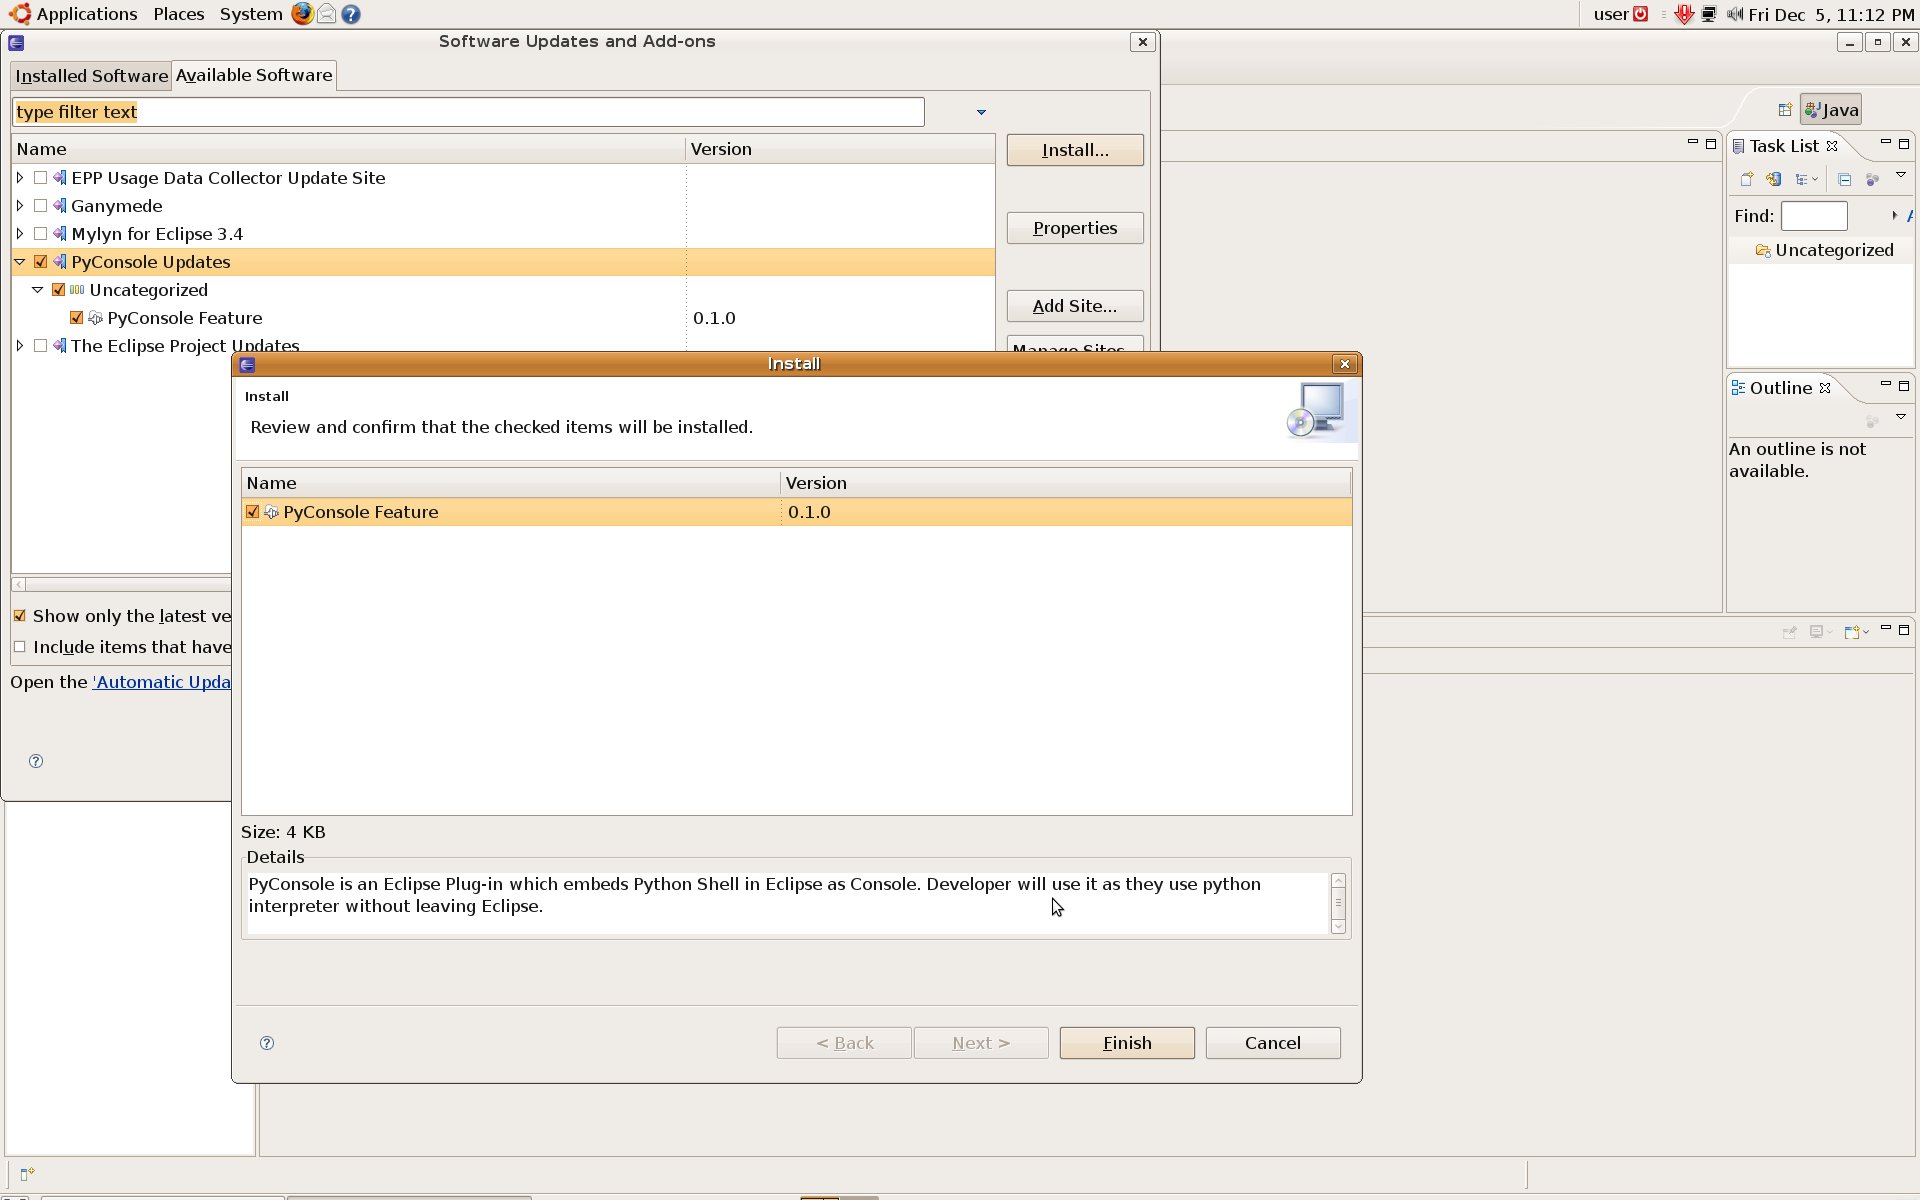 Applications Places System user Fri Dec 5, 11:12 PM
Software Updates and Add-ons
Installed Software Available Software
type filter text
Java
Name Version
Install...
EPP Usage Data Collector Update Site
Ganymede
Mylyn for Eclipse 3.4
PyConsole Updates
Uncategorized
PyConsole Feature 0.1.0
The Eclipse Project Updates
Properties
Add Site...
Manage Sites...
Task List
Find:
Uncategorized
Outline
An outline is not
available.
Show only the latest ve
Include items that have
Open the 'Automatic Upda
Install
Install
Review and confirm that the checked items will be installed.
Name Version
PyConsole Feature 0.1.0
Size: 4 KB
Details
PyConsole is an Eclipse Plug-in which embeds Python Shell in Eclipse as Console. Developer will use it as they use python
interpreter without leaving Eclipse.
< Back Next > Finish Cancel